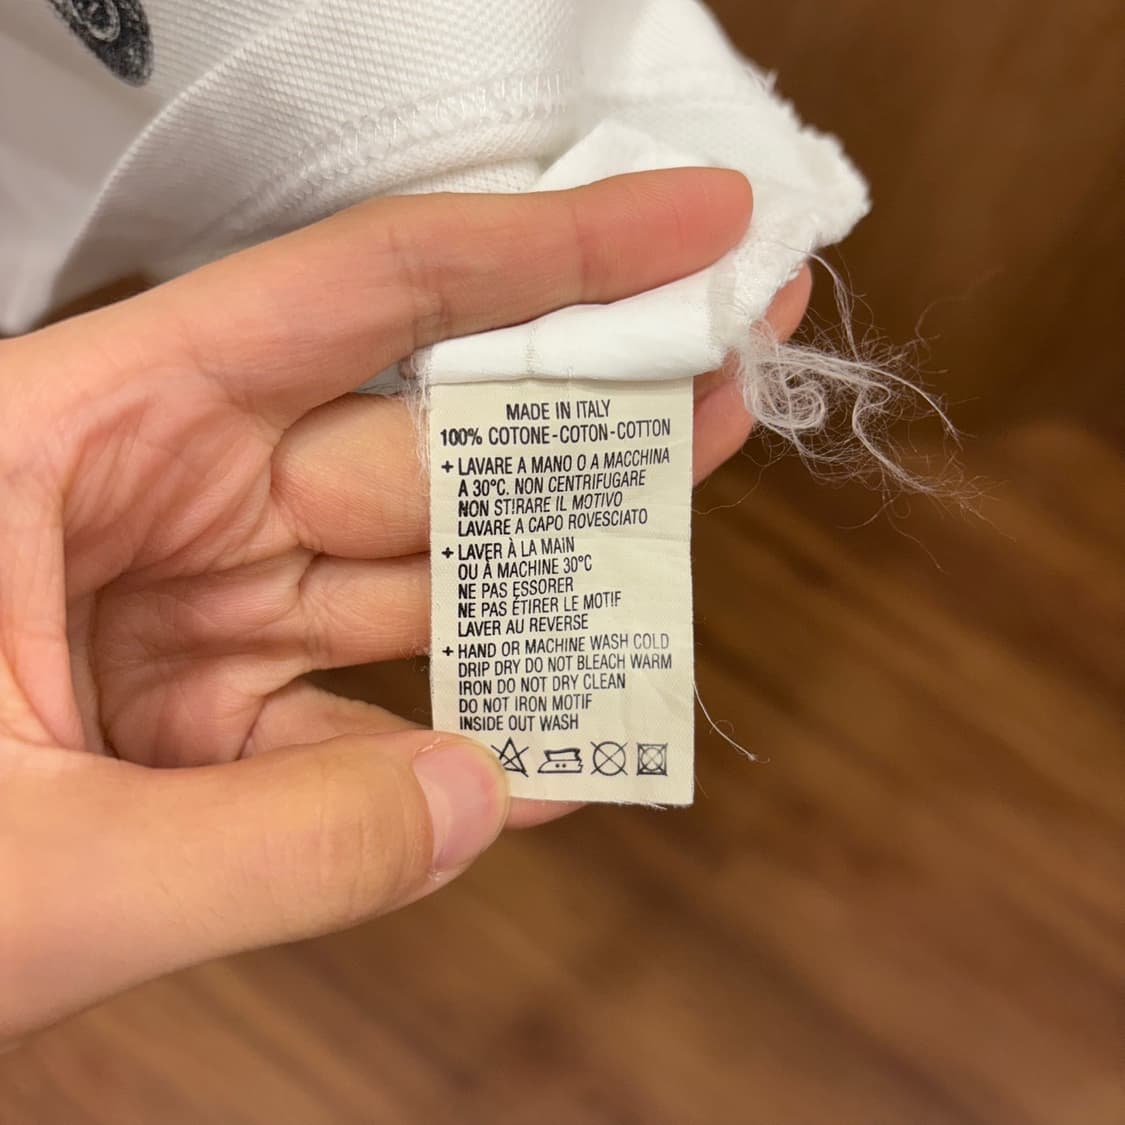 MADE IN ITALY
100% COTONE-COTON-COTTON
+ LAVARE A MANO O A MACCHINA
A 30°C. NON CENTRIFUGARE
NON STIRARE IL MOTIVO
LAVARE A CAPO ROVESCIATO
+ LAVER À LA MAIN
OU À MACHINE 30°C
NE PAS ESSORER
NE PAS ÉTIRER LE MOTIF
LAVER AU REVERSE
+ HAND OR MACHINE WASH COLD
DRIP DRY DO NOT BLEACH WARM
IRON DO NOT DRY CLEAN
DO NOT IRON MOTIF
INSIDE OUT WASH